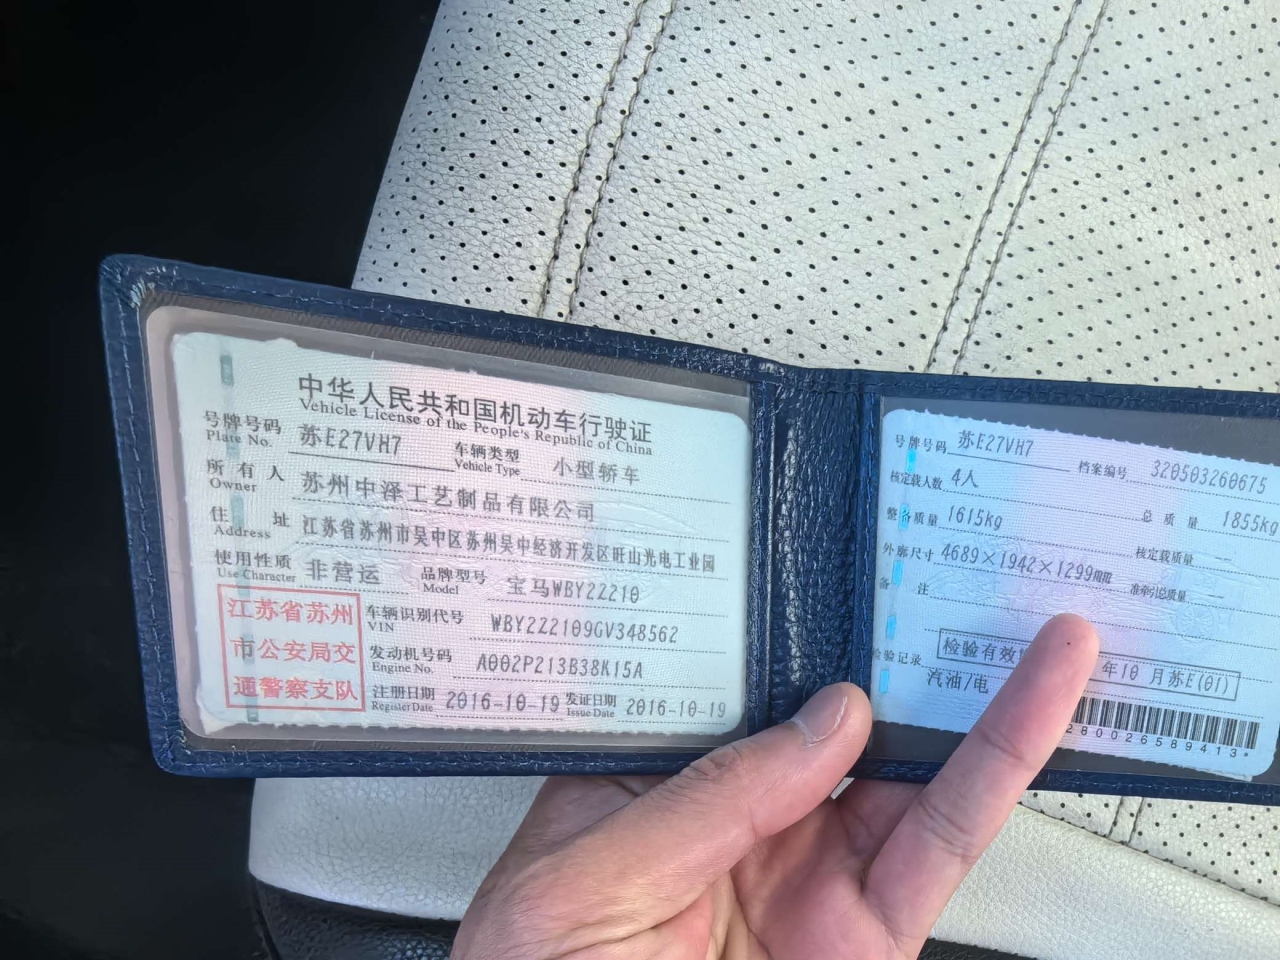 中华人民共和国机动车行驶证
Vehicle License of the People's Republic of China
号牌号码 苏E27VH7 车辆类型 小型轿车
Plate No. Vehicle Type
所有人 苏州中泽工艺制品有限公司
Owner
住址 江苏省苏州市吴中区苏州吴中经济开发区旺山光电工业园
Address
使用性质 非营运 品牌型号 宝马WBY2Z210
Use Character Model
江苏省苏州
市公安局交
通警察支队
车辆识别代号 WBY2Z2109GV348562
VIN
发动机号码 A002P213B38K15A
Engine No.
注册日期 2016-10-19 发证日期 2016-10-19
Register Date Issue Date
号牌号码 苏E27VH7 档案编号 320503260675
核定载人数 4人 总质量 1855kg
整备质量 1615kg 核定载质量 —
外廓尺寸 4689×1942×1299mm 准牵引总质量 —
备注
检验有效 年10月苏E(01)
检验记录 汽油/电
2800026589413*